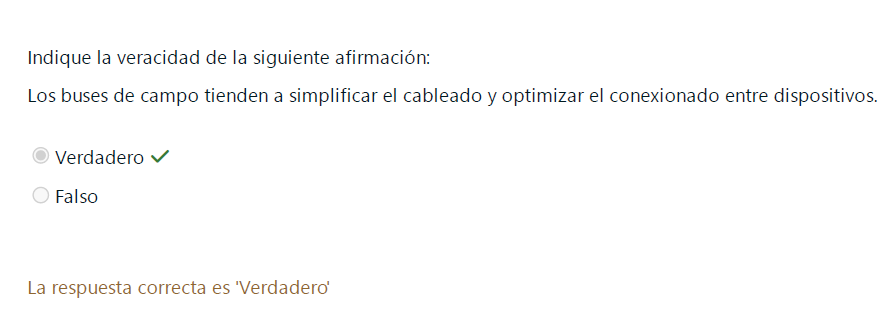 Indique la veracidad de la siguiente afirmación:
Los buses de campo tienden a simplificar el cableado y optimizar el conexionado entre dispositivos.
Verdadero
Falso
La respuesta correcta es 'Verdadero'